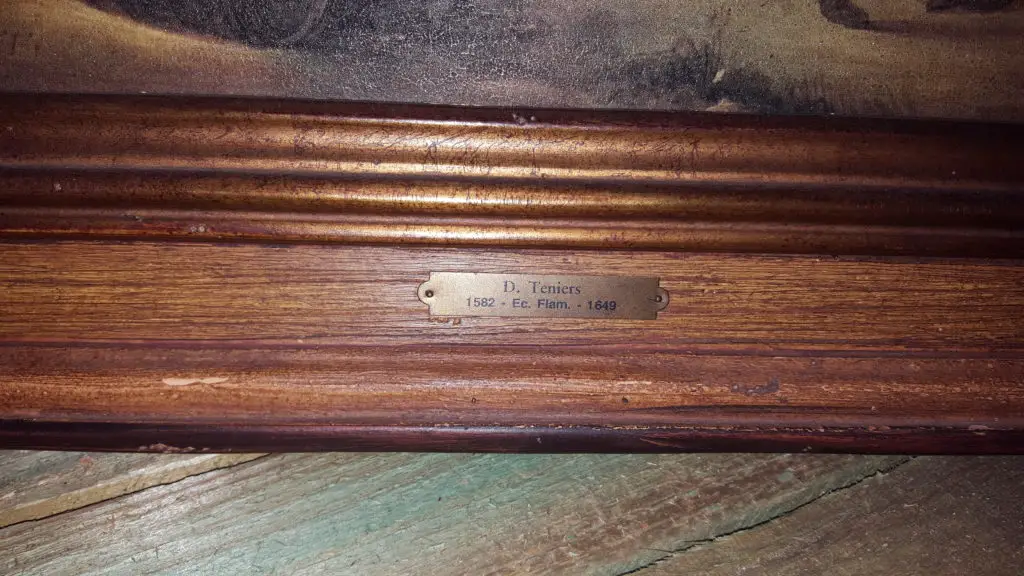 D. Teniers
1582 - Ec. Flam. - 1649